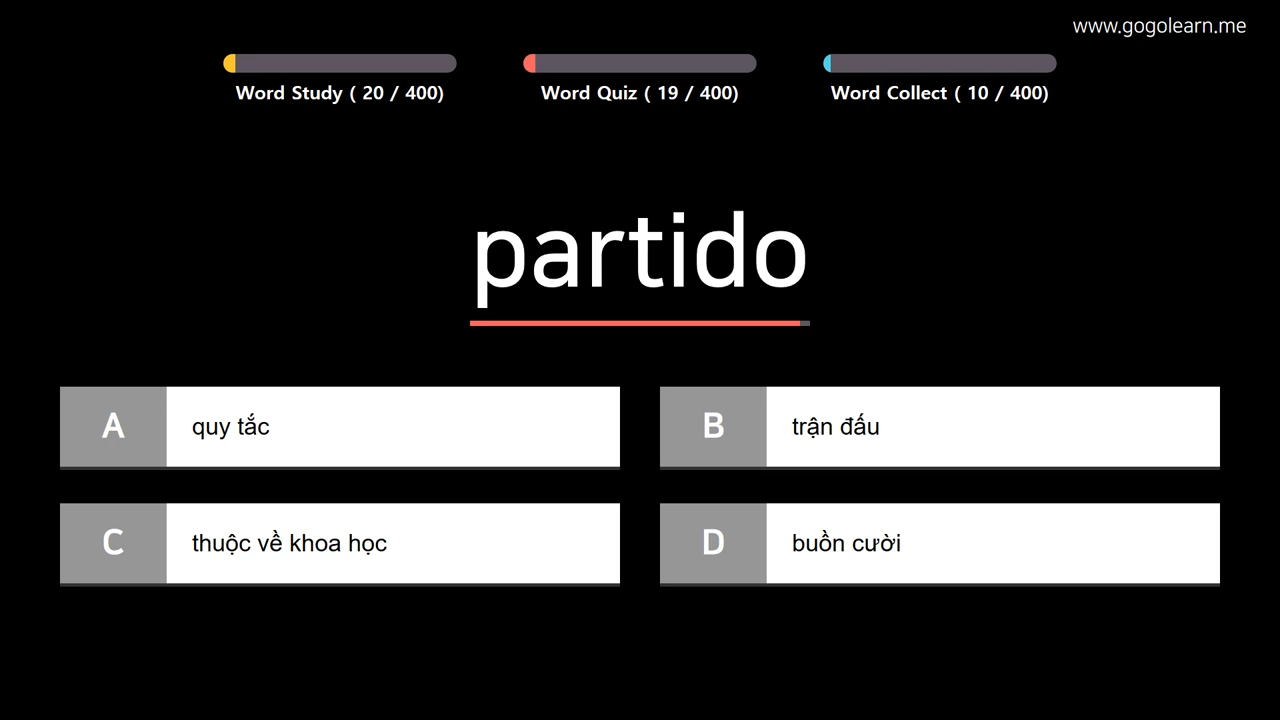 www.gogolearn.me
Word Study ( 20 / 400)
Word Quiz ( 19 / 400)
Word Collect ( 10 / 400)
partido
A quy tắc
B trận đấu
C thuộc về khoa học
D buồn cười